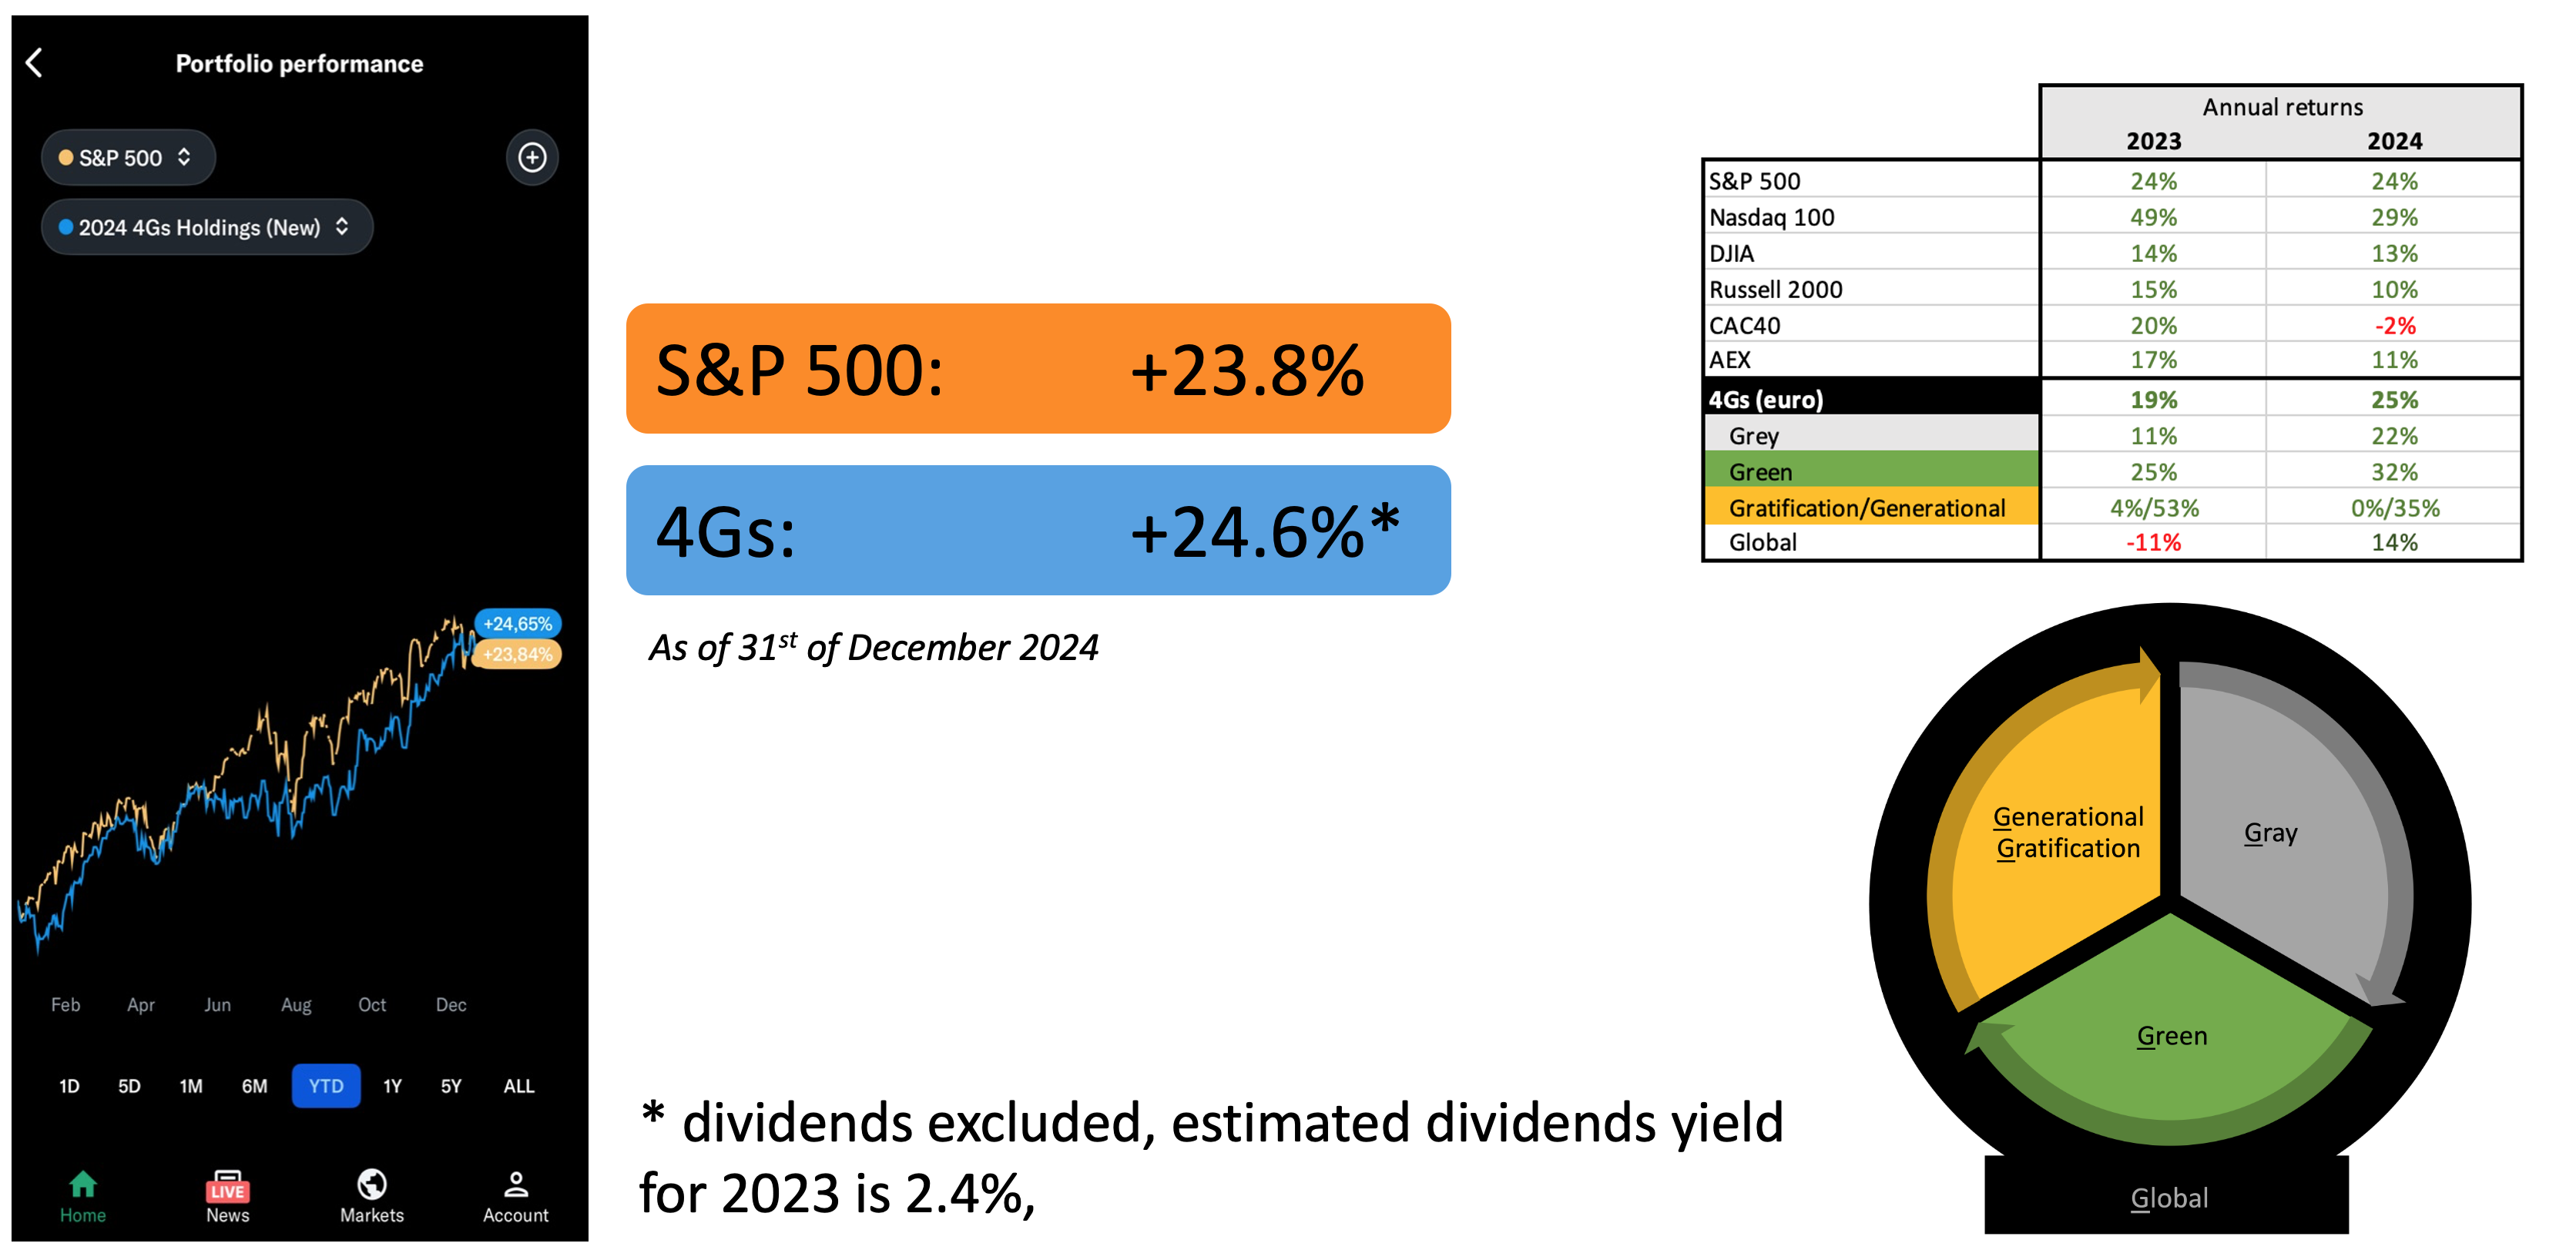 Portfolio performance
S&P 500
2024 4Gs Holdings (New)
+24,65%
+23,84%
Feb Apr Jun Aug Oct Dec
1D 5D 1M 6M YTD 1Y 5Y ALL
LIVE
Home News Markets Account
S&P 500: +23.8%
4Gs: +24.6%*
As of 31st of December 2024
* dividends excluded, estimated dividends yield
for 2023 is 2.4%,
Annual returns
2023 2024
S&P 500 24% 24%
Nasdaq 100 49% 29%
DJIA 14% 13%
Russell 2000 15% 10%
CAC40 20% -2%
AEX 17% 11%
4Gs (euro) 19% 25%
Grey 11% 22%
Green 25% 32%
Gratification/Generational 4%/53% 0%/35%
Global -11% 14%
Generational
Gratification
Gray
Green
Global